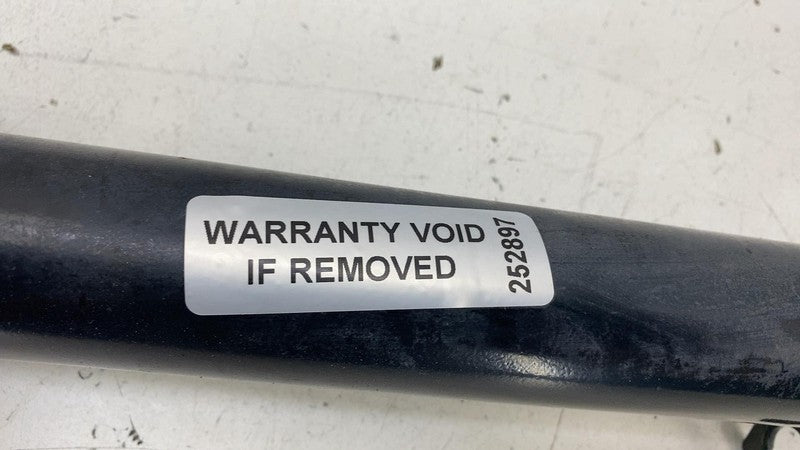 WARRANTY VOID
IF REMOVED
252897